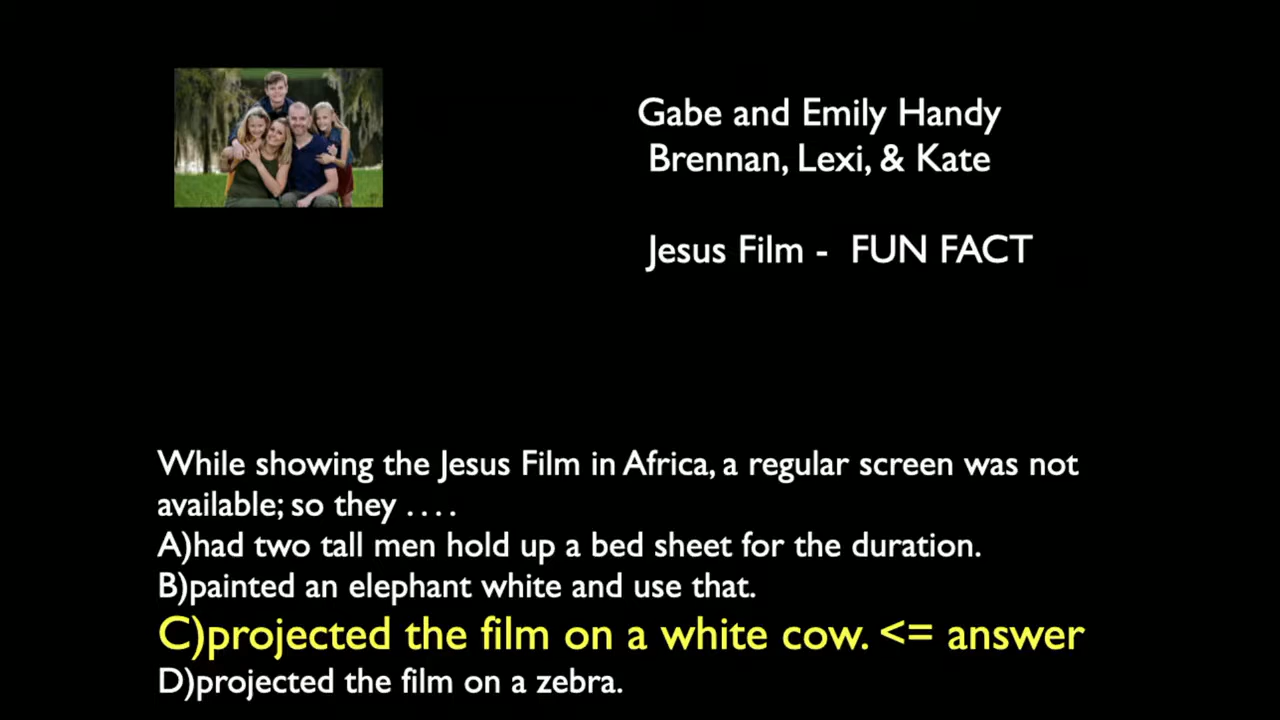 Gabe and Emily Handy
Brennan, Lexi, & Kate
Jesus Film - FUN FACT
While showing the Jesus Film in Africa, a regular screen was not
available; so they . . . .
A)had two tall men hold up a bed sheet for the duration.
B)painted an elephant white and use that.
C)projected the film on a white cow. <= answer
D)projected the film on a zebra.